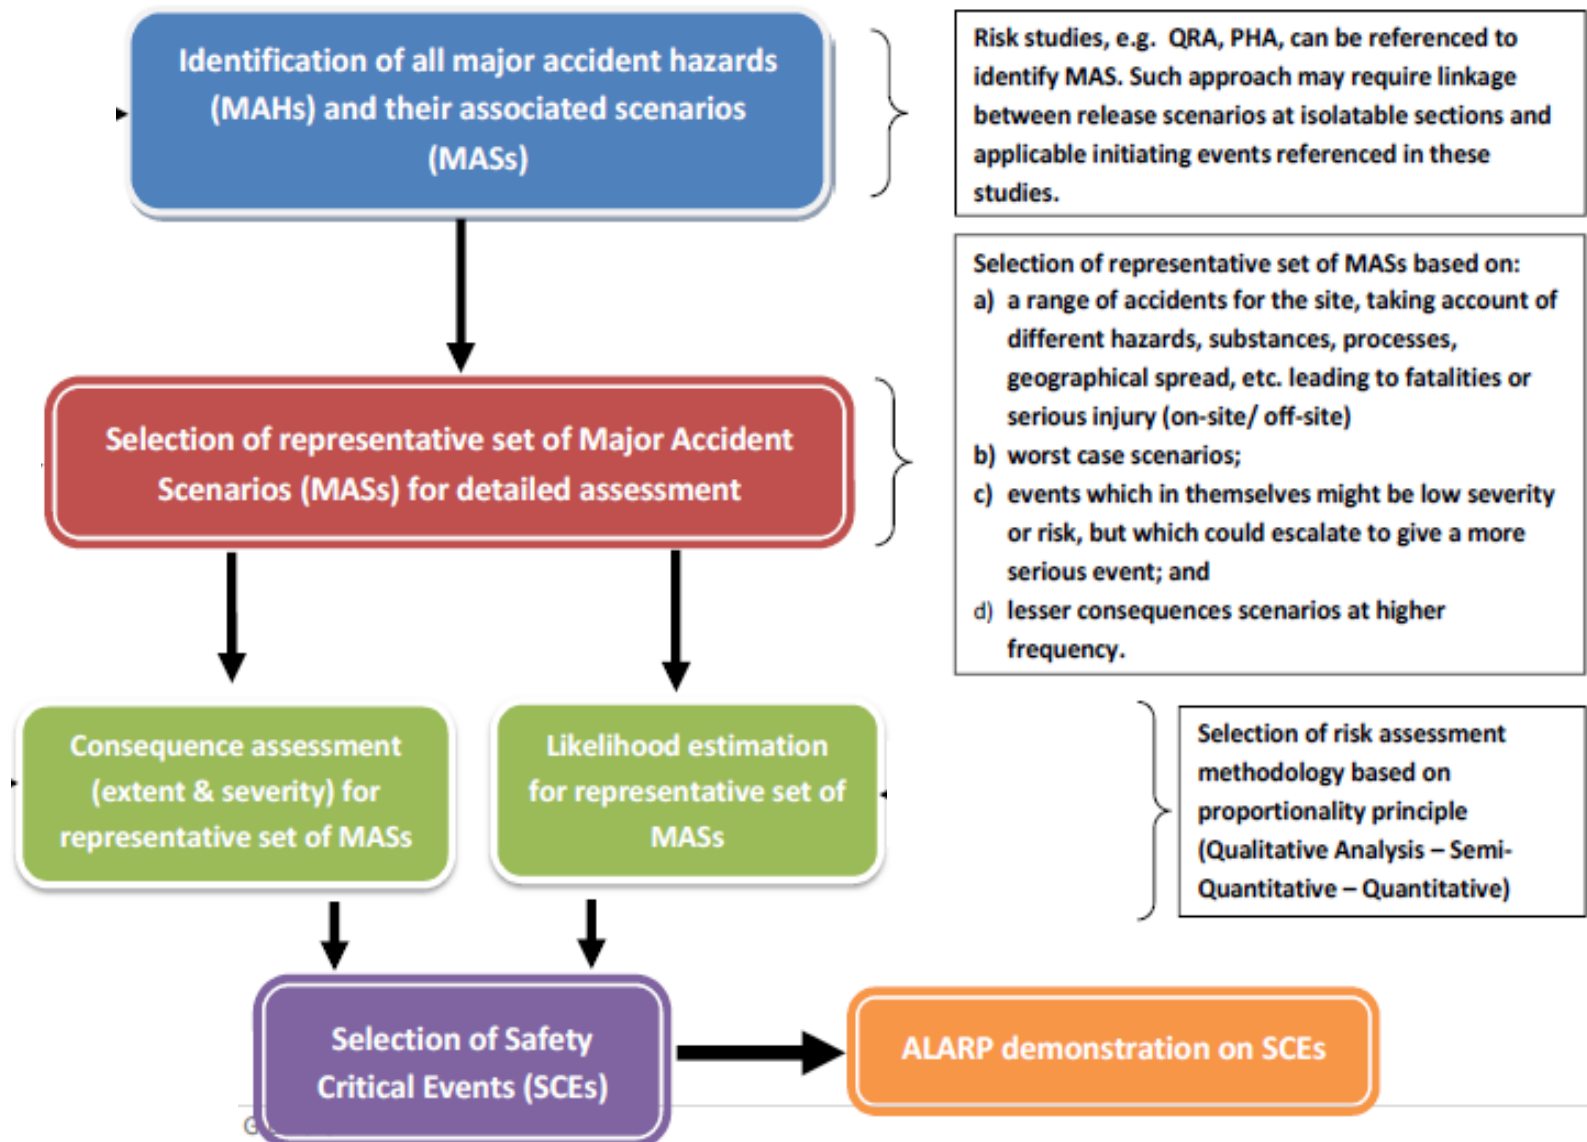 Identification of all major accident hazards
(MAHs) and their associated scenarios
(MASs)
Risk studies, e.g. QRA, PHA, can be referenced to
identify MAS. Such approach may require linkage
between release scenarios at isolatable sections and
applicable initiating events referenced in these
studies.
Selection of representative set of Major Accident
Scenarios (MASs) for detailed assessment
Selection of representative set of MASs based on:
a) a range of accidents for the site, taking account of
different hazards, substances, processes,
geographical spread, etc. leading to fatalities or
serious injury (on-site/ off-site)
b) worst case scenarios;
c) events which in themselves might be low severity
or risk, but which could escalate to give a more
serious event; and
d) lesser consequences scenarios at higher
frequency.
Consequence assessment
(extent & severity) for
representative set of MASs
Likelihood estimation
for representative set of
MASs
Selection of risk assessment
methodology based on
proportionality principle
(Qualitative Analysis – Semi-
Quantitative – Quantitative)
Selection of Safety
Critical Events (SCEs)
ALARP demonstration on SCEs